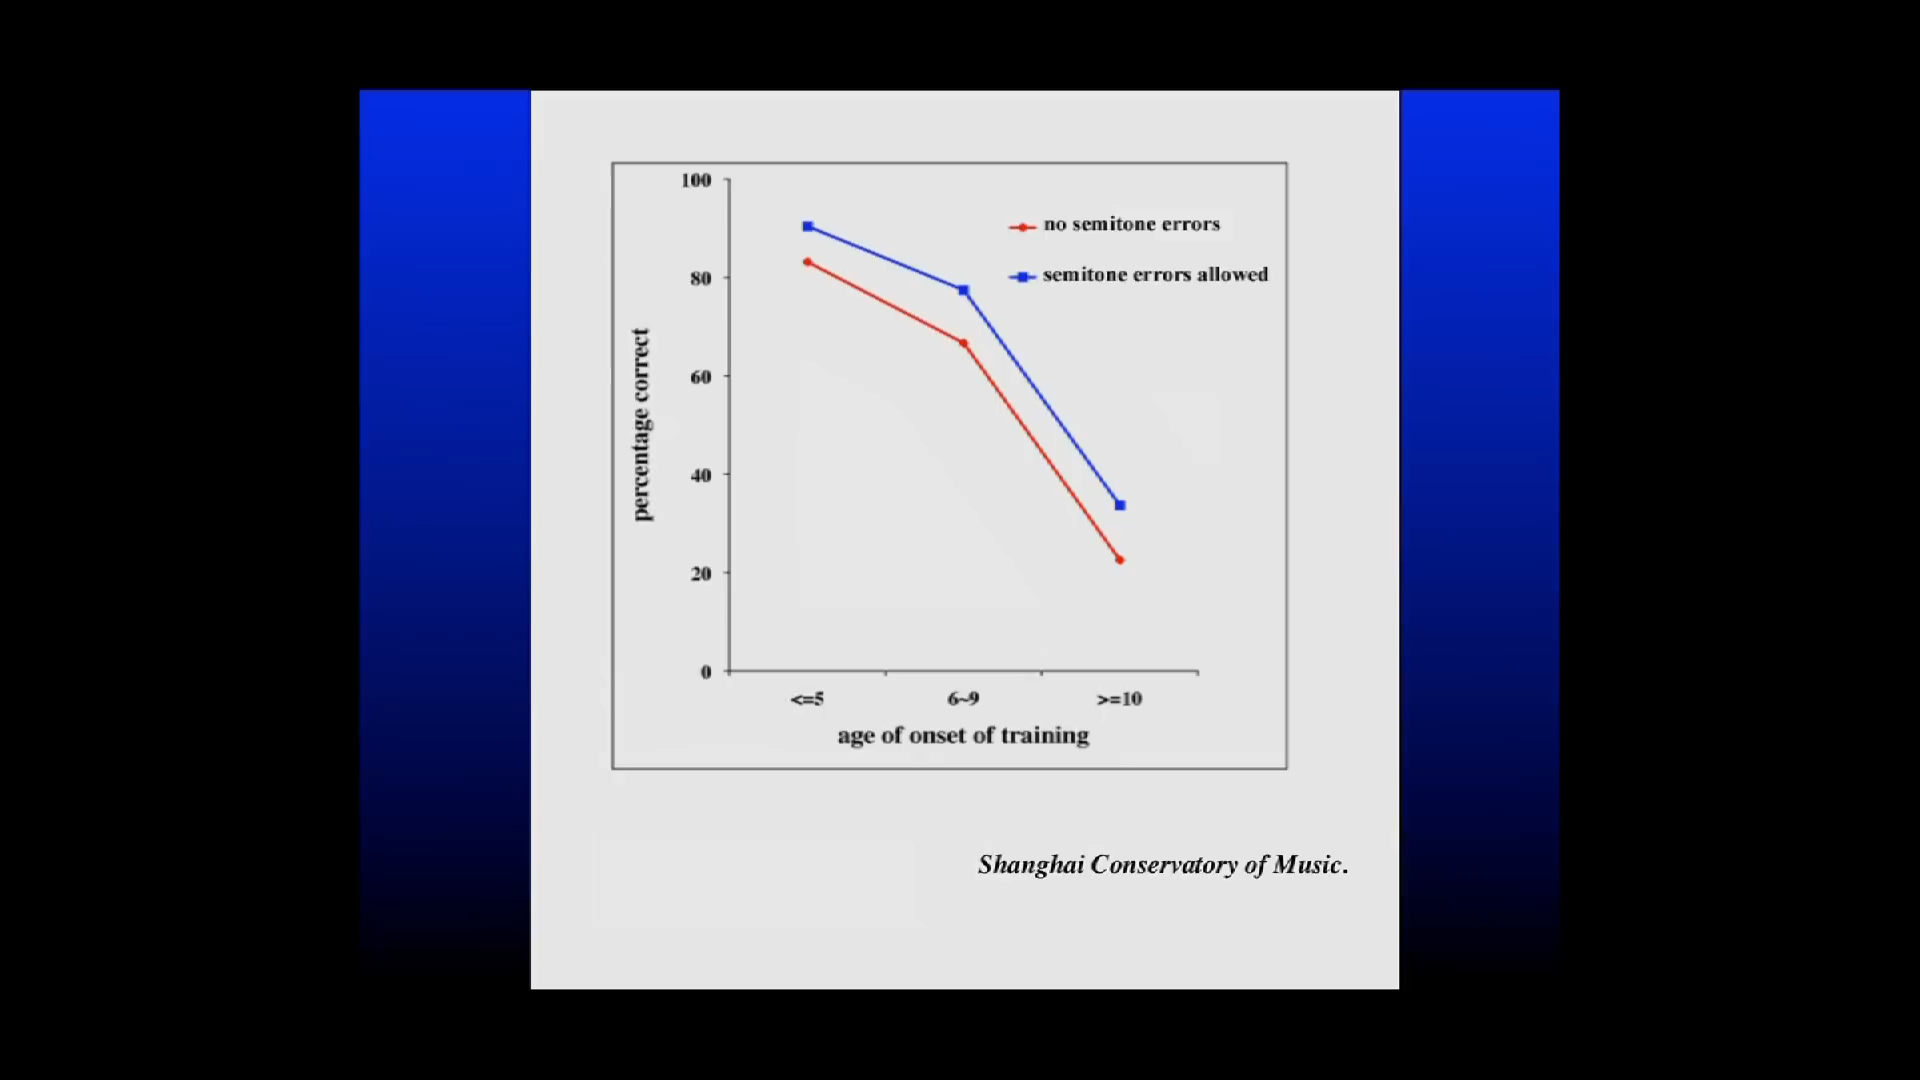 100
80
60
40
20
0
percentage correct
no semitone errors
semitone errors allowed
<=5 6~9 >=10
age of onset of training
Shanghai Conservatory of Music.